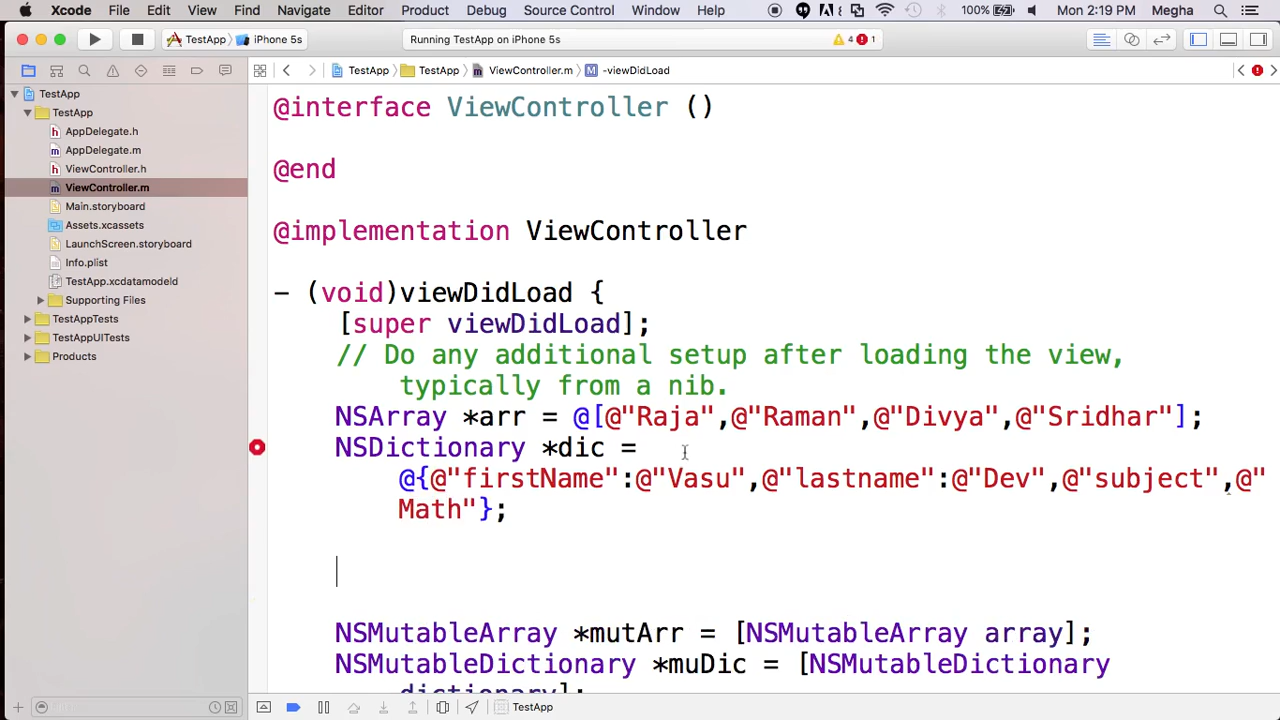 Xcode File Edit View Find Navigate Editor Product Debug Source Control Window Help 100% Mon 2:19 PM Megha
TestApp iPhone 5s Running TestApp on iPhone 5s 4 1
TestApp TestApp ViewController.m -viewDidLoad
TestApp
TestApp
AppDelegate.h
AppDelegate.m
ViewController.h
ViewController.m
Main.storyboard
Assets.xcassets
LaunchScreen.storyboard
Info.plist
TestApp.xcdatamodeld
Supporting Files
TestAppTests
TestAppUITests
Products
@interface ViewController ()
@end
@implementation ViewController
- (void)viewDidLoad {
[super viewDidLoad];
// Do any additional setup after loading the view,
typically from a nib.
NSArray *arr = @[@"Raja",@"Raman",@"Divya",@"Sridhar"];
NSDictionary *dic =
@{@"firstName":@"Vasu",@"lastname":@"Dev",@"subject",@"
Math"};
NSMutableArray *mutArr = [NSMutableArray array];
NSMutableDictionary *muDic = [NSMutableDictionary
dictionary];
TestApp